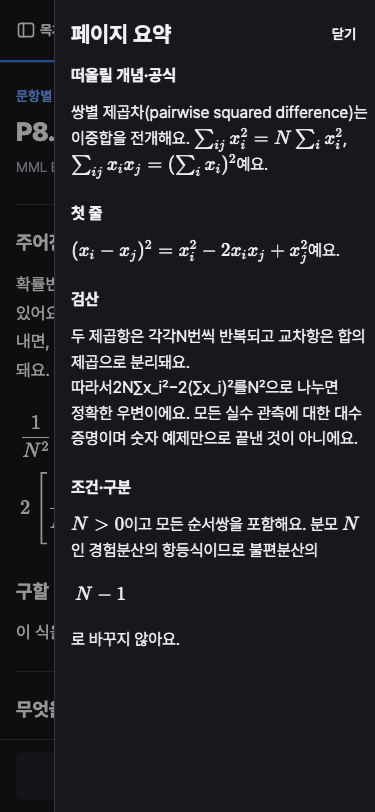 페이지 요약
닫기
떠올릴 개념·공식
쌍별 제곱차(pairwise squared difference)는
이중합을 전개해요. ∑_{ij} x_i^2 = N ∑_i x_i^2,
∑_{ij} x_i x_j = (∑_i x_i)^2예요.
첫 줄
(x_i − x_j)^2 = x_i^2 − 2x_i x_j + x_j^2예요.
검산
두 제곱항은 각각N번씩 반복되고 교차항은 합의
제곱으로 분리돼요.
따라서2N∑x_i²−2(∑x_i)²를N²으로 나누면
정확한 우변이에요. 모든 실수 관측에 대한 대수
증명이며 숫자 예제만으로 끝낸 것이 아니에요.
조건·구분
N > 0이고 모든 순서쌍을 포함해요. 분모 N
인 경험분산의 항등식이므로 불편분산의
N − 1
로 바꾸지 않아요.
문항별
P8.
MML
주어진
확률변
있어요
내면,
돼요.
1
N^2
2 [
구할
이 식을
무엇을